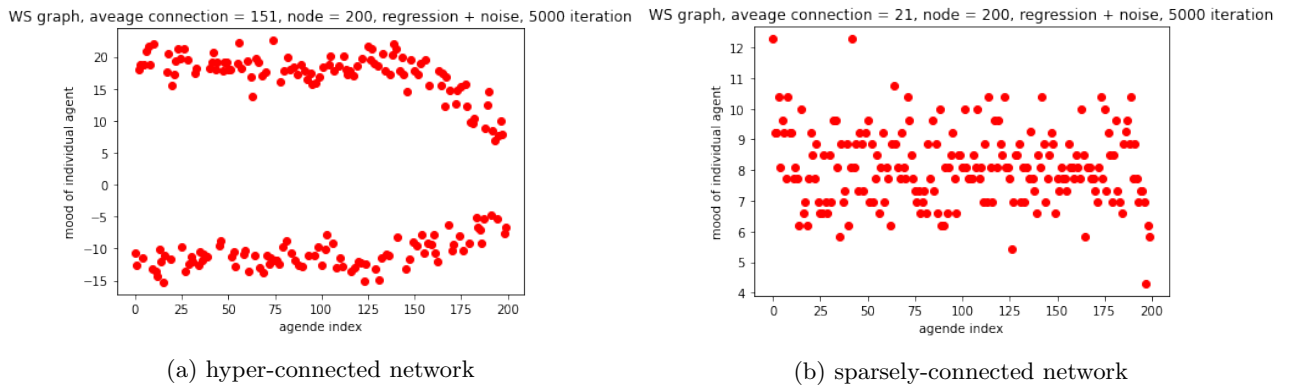 WS graph, aveage connection = 151, node = 200, regression + noise, 5000 iteration
mood of individual agent
20
15
10
5
0
−5
−10
−15
0 25 50 75 100 125 150 175 200
agende index
(a) hyper-connected network
WS graph, aveage connection = 21, node = 200, regression + noise, 5000 iteration
mood of individual agent
12
11
10
9
8
7
6
5
4
0 25 50 75 100 125 150 175 200
agende index
(b) sparsely-connected network